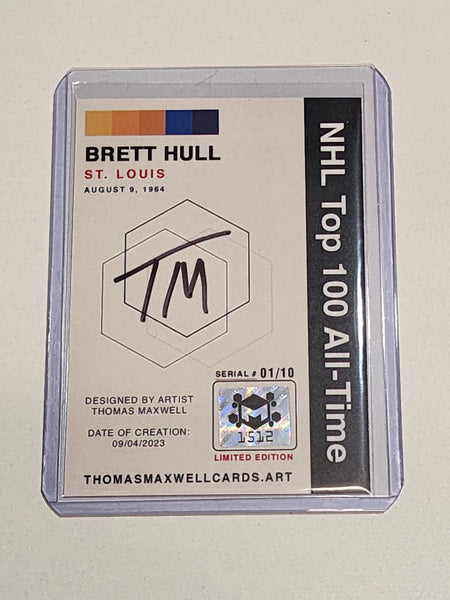 BRETT HULL
ST. LOUIS
AUGUST 9, 1964
TM
SERIAL # 01/10
1512
LIMITED EDITION
DESIGNED BY ARTIST
THOMAS MAXWELL
DATE OF CREATION:
09/04/2023
THOMASMAXWELLCARDS.ART
NHL Top 100 All-Time